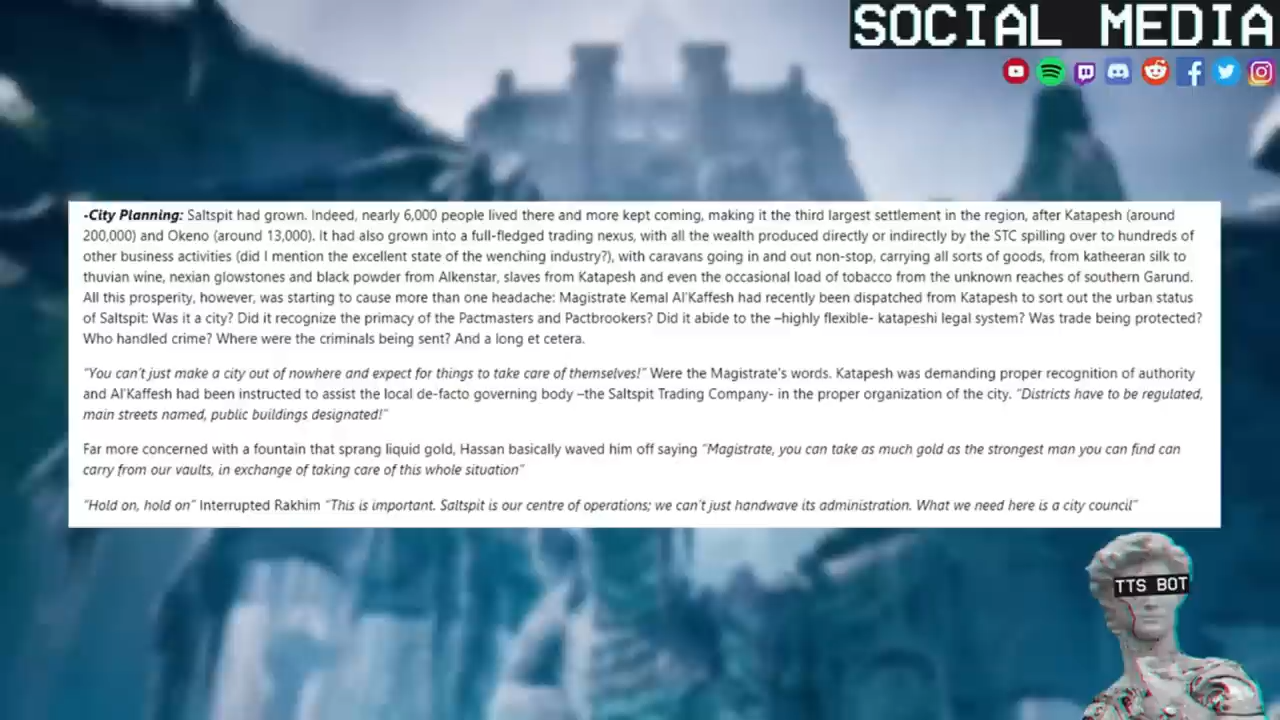 SOCIAL MEDIA
-City Planning: Saltspit had grown. Indeed, nearly 6,000 people lived there and more kept coming, making it the third largest settlement in the region, after Katapesh (around
200,000) and Okeno (around 13,000). It had also grown into a full-fledged trading nexus, with all the wealth produced directly or indirectly by the STC spilling over to hundreds of
other business activities (did I mention the excellent state of the wenching industry?), with caravans going in and out non-stop, carrying all sorts of goods, from katheeran silk to
thuvian wine, nexian glowstones and black powder from Alkenstar, slaves from Katapesh and even the occasional load of tobacco from the unknown reaches of southern Garund.
All this prosperity, however, was starting to cause more than one headache: Magistrate Kemal Al'Kaffesh had recently been dispatched from Katapesh to sort out the urban status
of Saltspit: Was it a city? Did it recognize the primacy of the Pactmasters and Pactbrookers? Did it abide to the –highly flexible- katapeshi legal system? Was trade being protected?
Who handled crime? Where were the criminals being sent? And a long et cetera.
"You can't just make a city out of nowhere and expect for things to take care of themselves!" Were the Magistrate's words. Katapesh was demanding proper recognition of authority
and Al'Kaffesh had been instructed to assist the local de-facto governing body –the Saltspit Trading Company- in the proper organization of the city. "Districts have to be regulated,
main streets named, public buildings designated!"
Far more concerned with a fountain that sprang liquid gold, Hassan basically waved him off saying "Magistrate, you can take as much gold as the strongest man you can find can
carry from our vaults, in exchange of taking care of this whole situation"
"Hold on, hold on" Interrupted Rakhim "This is important. Saltspit is our centre of operations; we can't just handwave its administration. What we need here is a city council"
TTS BOT